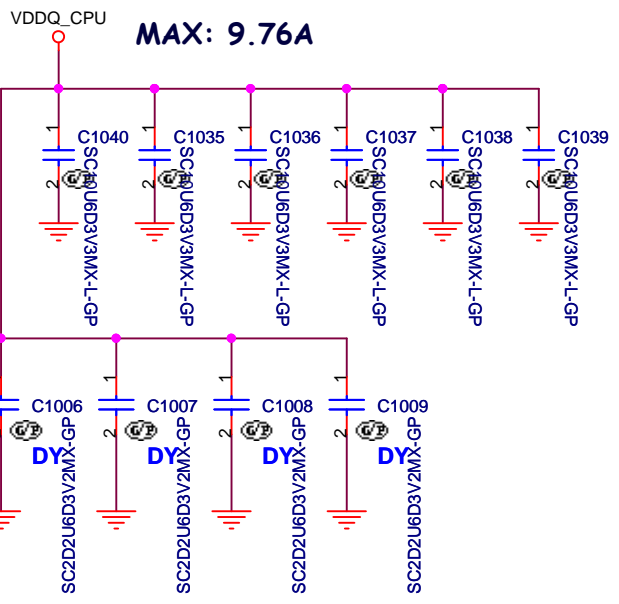 VDDQ_CPU
MAX: 9.76A
C1040
C1035
C1036
C1037
C1038
C1039
1
1
1
1
1
1
2
2
2
2
2
2
G/P
G/P
G/P
G/P
G/P
G/P
SC10U6D3V3MX-L-GP
SC10U6D3V3MX-L-GP
SC10U6D3V3MX-L-GP
SC10U6D3V3MX-L-GP
SC10U6D3V3MX-L-GP
SC10U6D3V3MX-L-GP
C1006
C1007
C1008
C1009
1
1
1
2
2
2
G/P
G/P
G/P
G/P
DY
DY
DY
DY
SC2D2U6D3V2MX-GP
SC2D2U6D3V2MX-GP
SC2D2U6D3V2MX-GP
SC2D2U6D3V2MX-GP